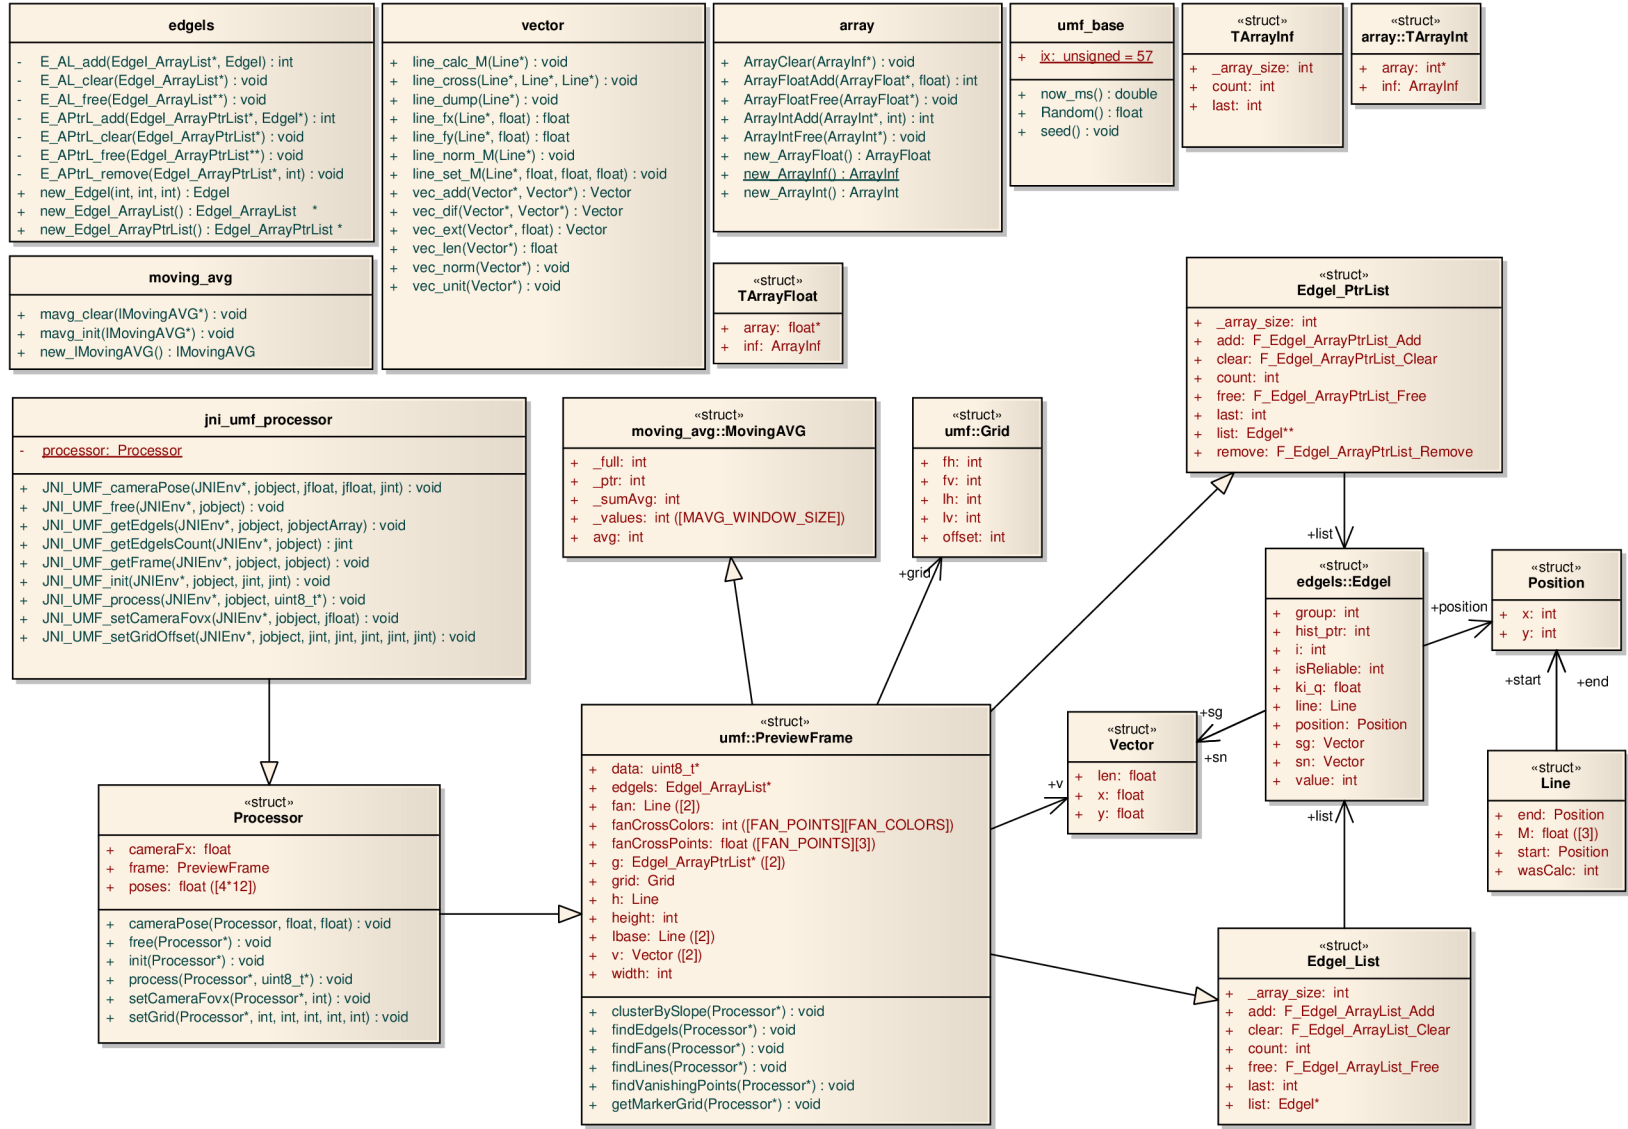 edgels
- E_AL_add(Edgel_ArrayList*, Edgel) : int
- E_AL_clear(Edgel_ArrayList*) : void
- E_AL_free(Edgel_ArrayList**) : void
- E_APtrL_add(Edgel_ArrayPtrList*, Edgel*) : int
- E_APtrL_clear(Edgel_ArrayPtrList*) : void
- E_APtrL_free(Edgel_ArrayPtrList**) : void
- E_APtrL_remove(Edgel_ArrayPtrList*, int) : void
+ new_Edgel(int, int, int) : Edgel
+ new_Edgel_ArrayList() : Edgel_ArrayList *
+ new_Edgel_ArrayPtrList() : Edgel_ArrayPtrList *
vector
+ line_calc_M(Line*) : void
+ line_cross(Line*, Line*, Line*) : void
+ line_dump(Line*) : void
+ line_fx(Line*, float) : float
+ line_fy(Line*, float) : float
+ line_norm_M(Line*) : void
+ line_set_M(Line*, float, float, float) : void
+ vec_add(Vector*, Vector*) : Vector
+ vec_dif(Vector*, Vector*) : Vector
+ vec_ext(Vector*, float) : Vector
+ vec_len(Vector*) : float
+ vec_norm(Vector*) : void
+ vec_unit(Vector*) : void
array
+ ArrayClear(ArrayInf*) : void
+ ArrayFloatAdd(ArrayFloat*, float) : int
+ ArrayFloatFree(ArrayFloat*) : void
+ ArrayIntAdd(ArrayInt*, int) : int
+ ArrayIntFree(ArrayInt*) : void
+ new_ArrayFloat() : ArrayFloat
+ new_ArrayInf() : ArrayInf
+ new_ArrayInt() : ArrayInt
umf_base
+ ix: unsigned = 57
+ now_ms() : double
+ Random() : float
+ seed() : void
«struct»
TArrayInf
+ _array_size: int
+ count: int
+ last: int
«struct»
array::TArrayInt
+ array: int*
+ inf: ArrayInf
moving_avg
+ mavg_clear(IMovingAVG*) : void
+ mavg_init(IMovingAVG*) : void
+ new_IMovingAVG() : IMovingAVG
«struct»
TArrayFloat
+ array: float*
+ inf: ArrayInf
«struct»
Edgel_PtrList
+ _array_size: int
+ add: F_Edgel_ArrayPtrList_Add
+ clear: F_Edgel_ArrayPtrList_Clear
+ count: int
+ free: F_Edgel_ArrayPtrList_Free
+ last: int
+ list: Edgel**
+ remove: F_Edgel_ArrayPtrList_Remove
jni_umf_processor
- processor: Processor
+ JNI_UMF_cameraPose(JNIEnv*, jobject, jfloat, jfloat, jint) : void
+ JNI_UMF_free(JNIEnv*, jobject) : void
+ JNI_UMF_getEdgels(JNIEnv*, jobject, jobjectArray) : void
+ JNI_UMF_getEdgelsCount(JNIEnv*, jobject) : jint
+ JNI_UMF_getFrame(JNIEnv*, jobject, jobject) : void
+ JNI_UMF_init(JNIEnv*, jobject, jint, jint) : void
+ JNI_UMF_process(JNIEnv*, jobject, uint8_t*) : void
+ JNI_UMF_setCameraFovx(JNIEnv*, jobject, jfloat) : void
+ JNI_UMF_setGridOffset(JNIEnv*, jobject, jint, jint, jint, jint, jint) : void
«struct»
moving_avg::MovingAVG
+ _full: int
+ _ptr: int
+ _sumAvg: int
+ _values: int ([MAVG_WINDOW_SIZE])
+ avg: int
«struct»
umf::Grid
+ fh: int
+ fv: int
+ lh: int
+ lv: int
+ offset: int
+grid
+list
«struct»
edgels::Edgel
+ group: int
+ hist_ptr: int
+ i: int
+ isReliable: int
+ ki_q: float
+ line: Line
+ position: Position
+ sg: Vector
+ sn: Vector
+ value: int
+position
«struct»
Position
+ x: int
+ y: int
+start
+end
«struct»
Line
+ end: Position
+ M: float ([3])
+ start: Position
+ wasCalc: int
+sg
+sn
+v
«struct»
Vector
+ len: float
+ x: float
+ y: float
«struct»
umf::PreviewFrame
+ data: uint8_t*
+ edgels: Edgel_ArrayList*
+ fan: Line ([2])
+ fanCrossColors: int ([FAN_POINTS][FAN_COLORS])
+ fanCrossPoints: float ([FAN_POINTS][3])
+ g: Edgel_ArrayPtrList* ([2])
+ grid: Grid
+ h: Line
+ height: int
+ lbase: Line ([2])
+ v: Vector ([2])
+ width: int
+ clusterBySlope(Processor*) : void
+ findEdgels(Processor*) : void
+ findFans(Processor*) : void
+ findLines(Processor*) : void
+ findVanishingPoints(Processor*) : void
+ getMarkerGrid(Processor*) : void
«struct»
Processor
+ cameraFx: float
+ frame: PreviewFrame
+ poses: float ([4*12])
+ cameraPose(Processor, float, float) : void
+ free(Processor*) : void
+ init(Processor*) : void
+ process(Processor*, uint8_t*) : void
+ setCameraFovx(Processor*, int) : void
+ setGrid(Processor*, int, int, int, int, int) : void
+list
«struct»
Edgel_List
+ _array_size: int
+ add: F_Edgel_ArrayList_Add
+ clear: F_Edgel_ArrayList_Clear
+ count: int
+ free: F_Edgel_ArrayList_Free
+ last: int
+ list: Edgel*